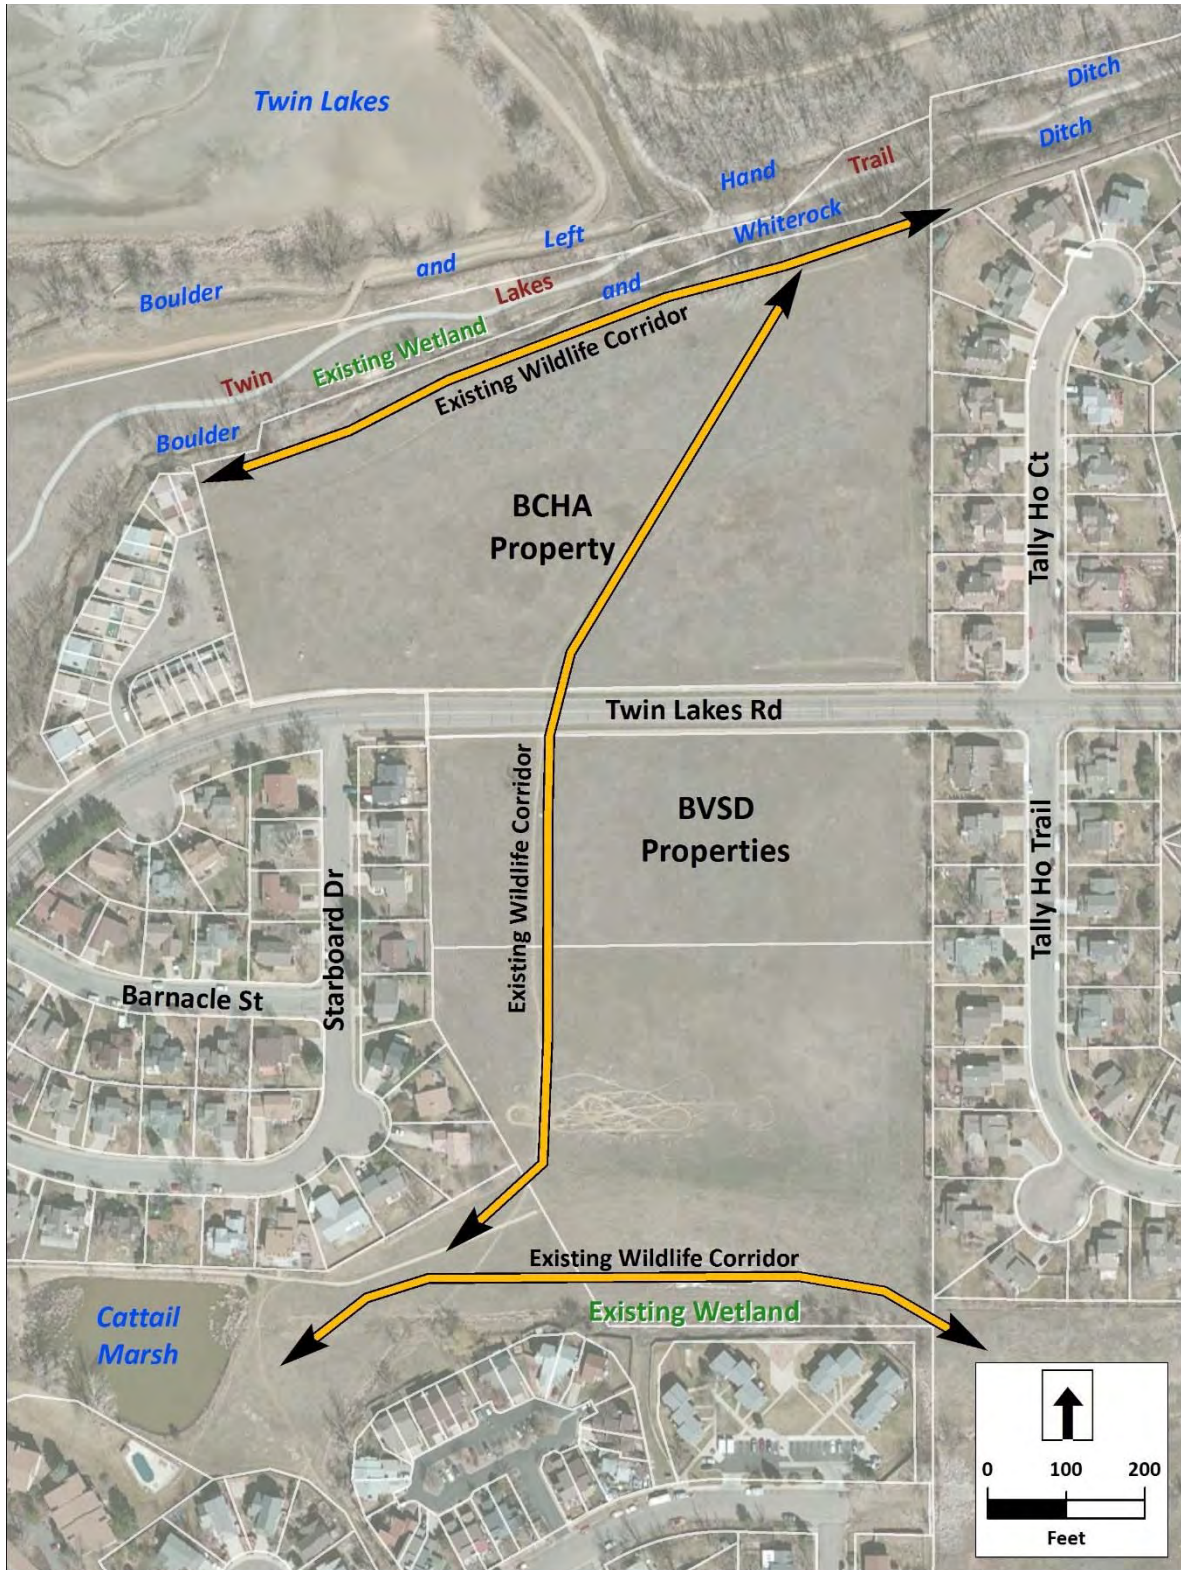 Twin Lakes
Boulder and Left Hand Ditch
Twin Lakes Trail
Boulder and Whiterock Ditch
Existing Wetland
Existing Wildlife Corridor
BCHA
Property
Tally Ho Ct
Twin Lakes Rd
Existing Wildlife Corridor
BVSD
Properties
Starboard Dr
Tally Ho Trail
Barnacle St
Existing Wildlife Corridor
Existing Wetland
Cattail
Marsh
0 100 200
Feet